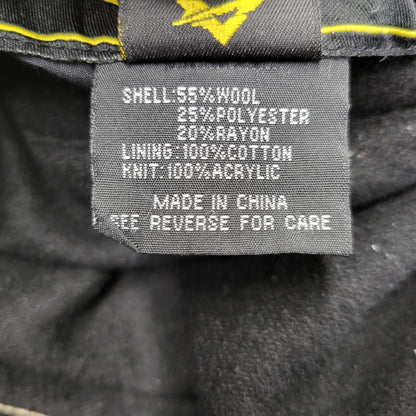 SHELL:55%WOOL
25%POLYESTER
20%RAYON
LINING:100%COTTON
KNIT:100%ACRYLIC
MADE IN CHINA
SEE REVERSE FOR CARE